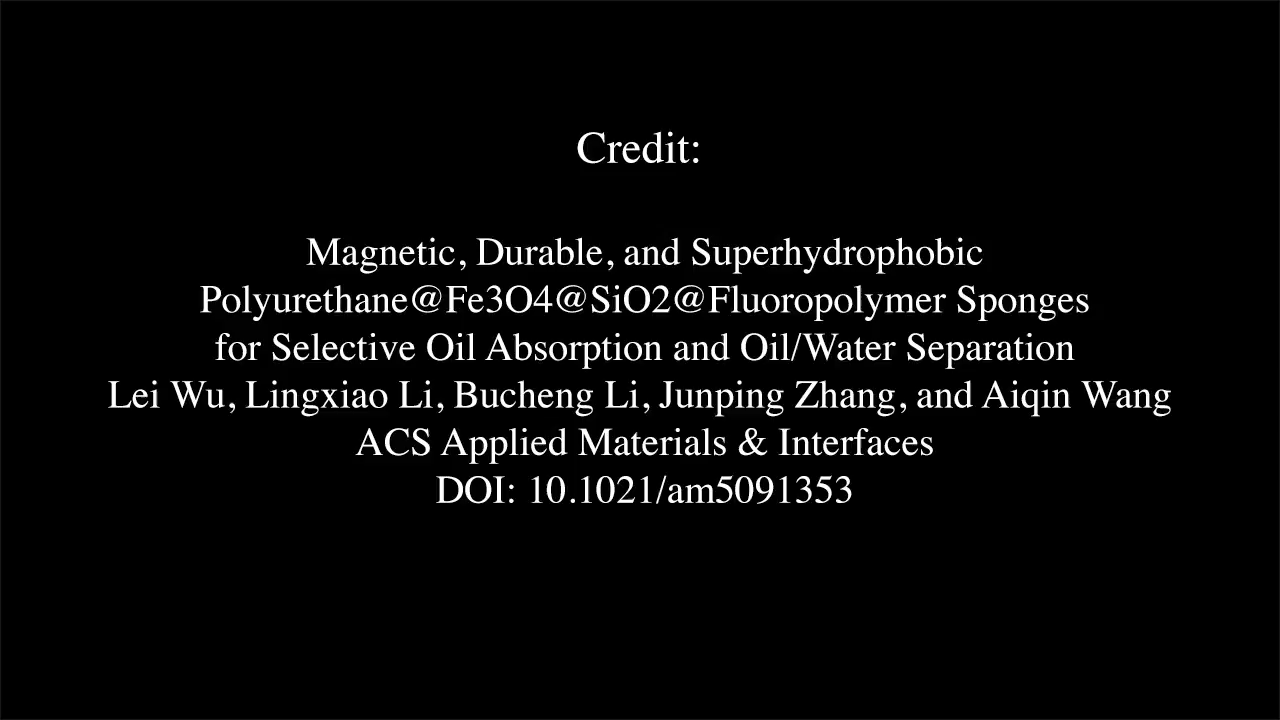 Credit:
Magnetic, Durable, and Superhydrophobic
Polyurethane@Fe3O4@SiO2@Fluoropolymer Sponges
for Selective Oil Absorption and Oil/Water Separation
Lei Wu, Lingxiao Li, Bucheng Li, Junping Zhang, and Aiqin Wang
ACS Applied Materials & Interfaces
DOI: 10.1021/am5091353